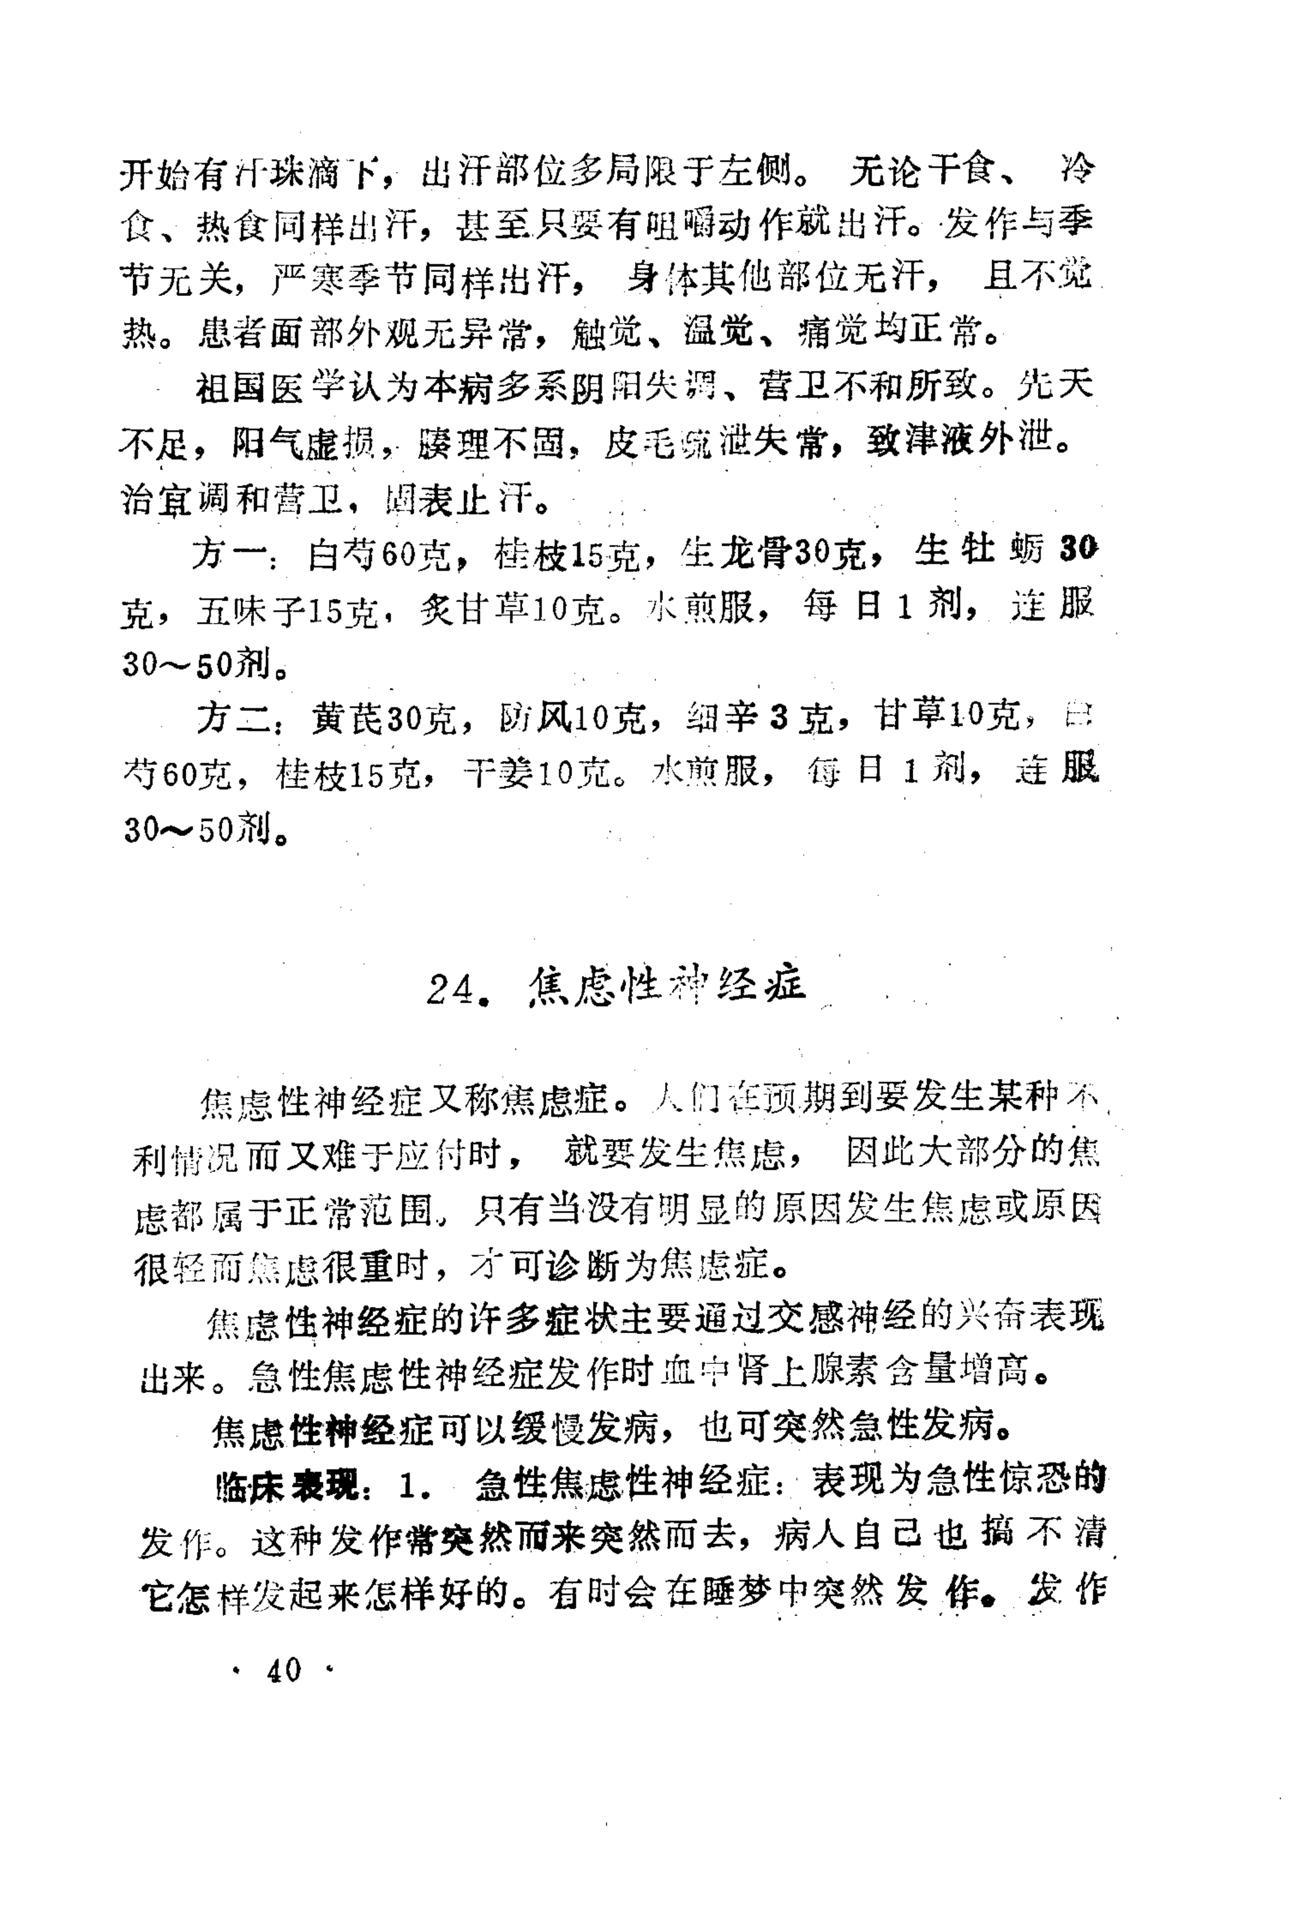 开始有汗珠滴下，出汗部位多局限于左侧。 无论干食、 冷
食、热食同样出汗，甚至只要有咀嚼动作就出汗。发作与季
节无关，严寒季节同样出汗， 身体其他部位无汗， 且不觉
热。患者面部外观无异常，触觉、温觉、痛觉均正常。
祖国医学认为本病多系阴阳失调、营卫不和所致。先天
不足，阳气虚损，腠理不固，皮毛疏泄失常，致津液外泄。
治宜调和营卫，固表止汗。
方一：白芍60克，桂枝15克，生龙骨30克，生牡蛎30
克，五味子15克，炙甘草10克。水煎服，每日1剂，连服
30～50剂。
方二：黄芪30克，防风10克，细辛3克，甘草10克，白
芍60克，桂枝15克，干姜10克。水煎服，每日1剂，连服
30～50剂。
24．焦虑性神经症
焦虑性神经症又称焦虑症。人们在预期到要发生某种不
利情况而又难于应付时， 就要发生焦虑， 因此大部分的焦
虑都属于正常范围。只有当没有明显的原因发生焦虑或原因
很轻而焦虑很重时，才可诊断为焦虑症。
焦虑性神经症的许多症状主要通过交感神经的兴奋表现
出来。急性焦虑性神经症发作时血中肾上腺素含量增高。
焦虑性神经症可以缓慢发病，也可突然急性发病。
临床表现：1． 急性焦虑性神经症：表现为急性惊恐的
发作。这种发作常突然而来突然而去，病人自己也搞不清
它怎样发起来怎样好的。有时会在睡梦中突然发作。发作
· 40 ·